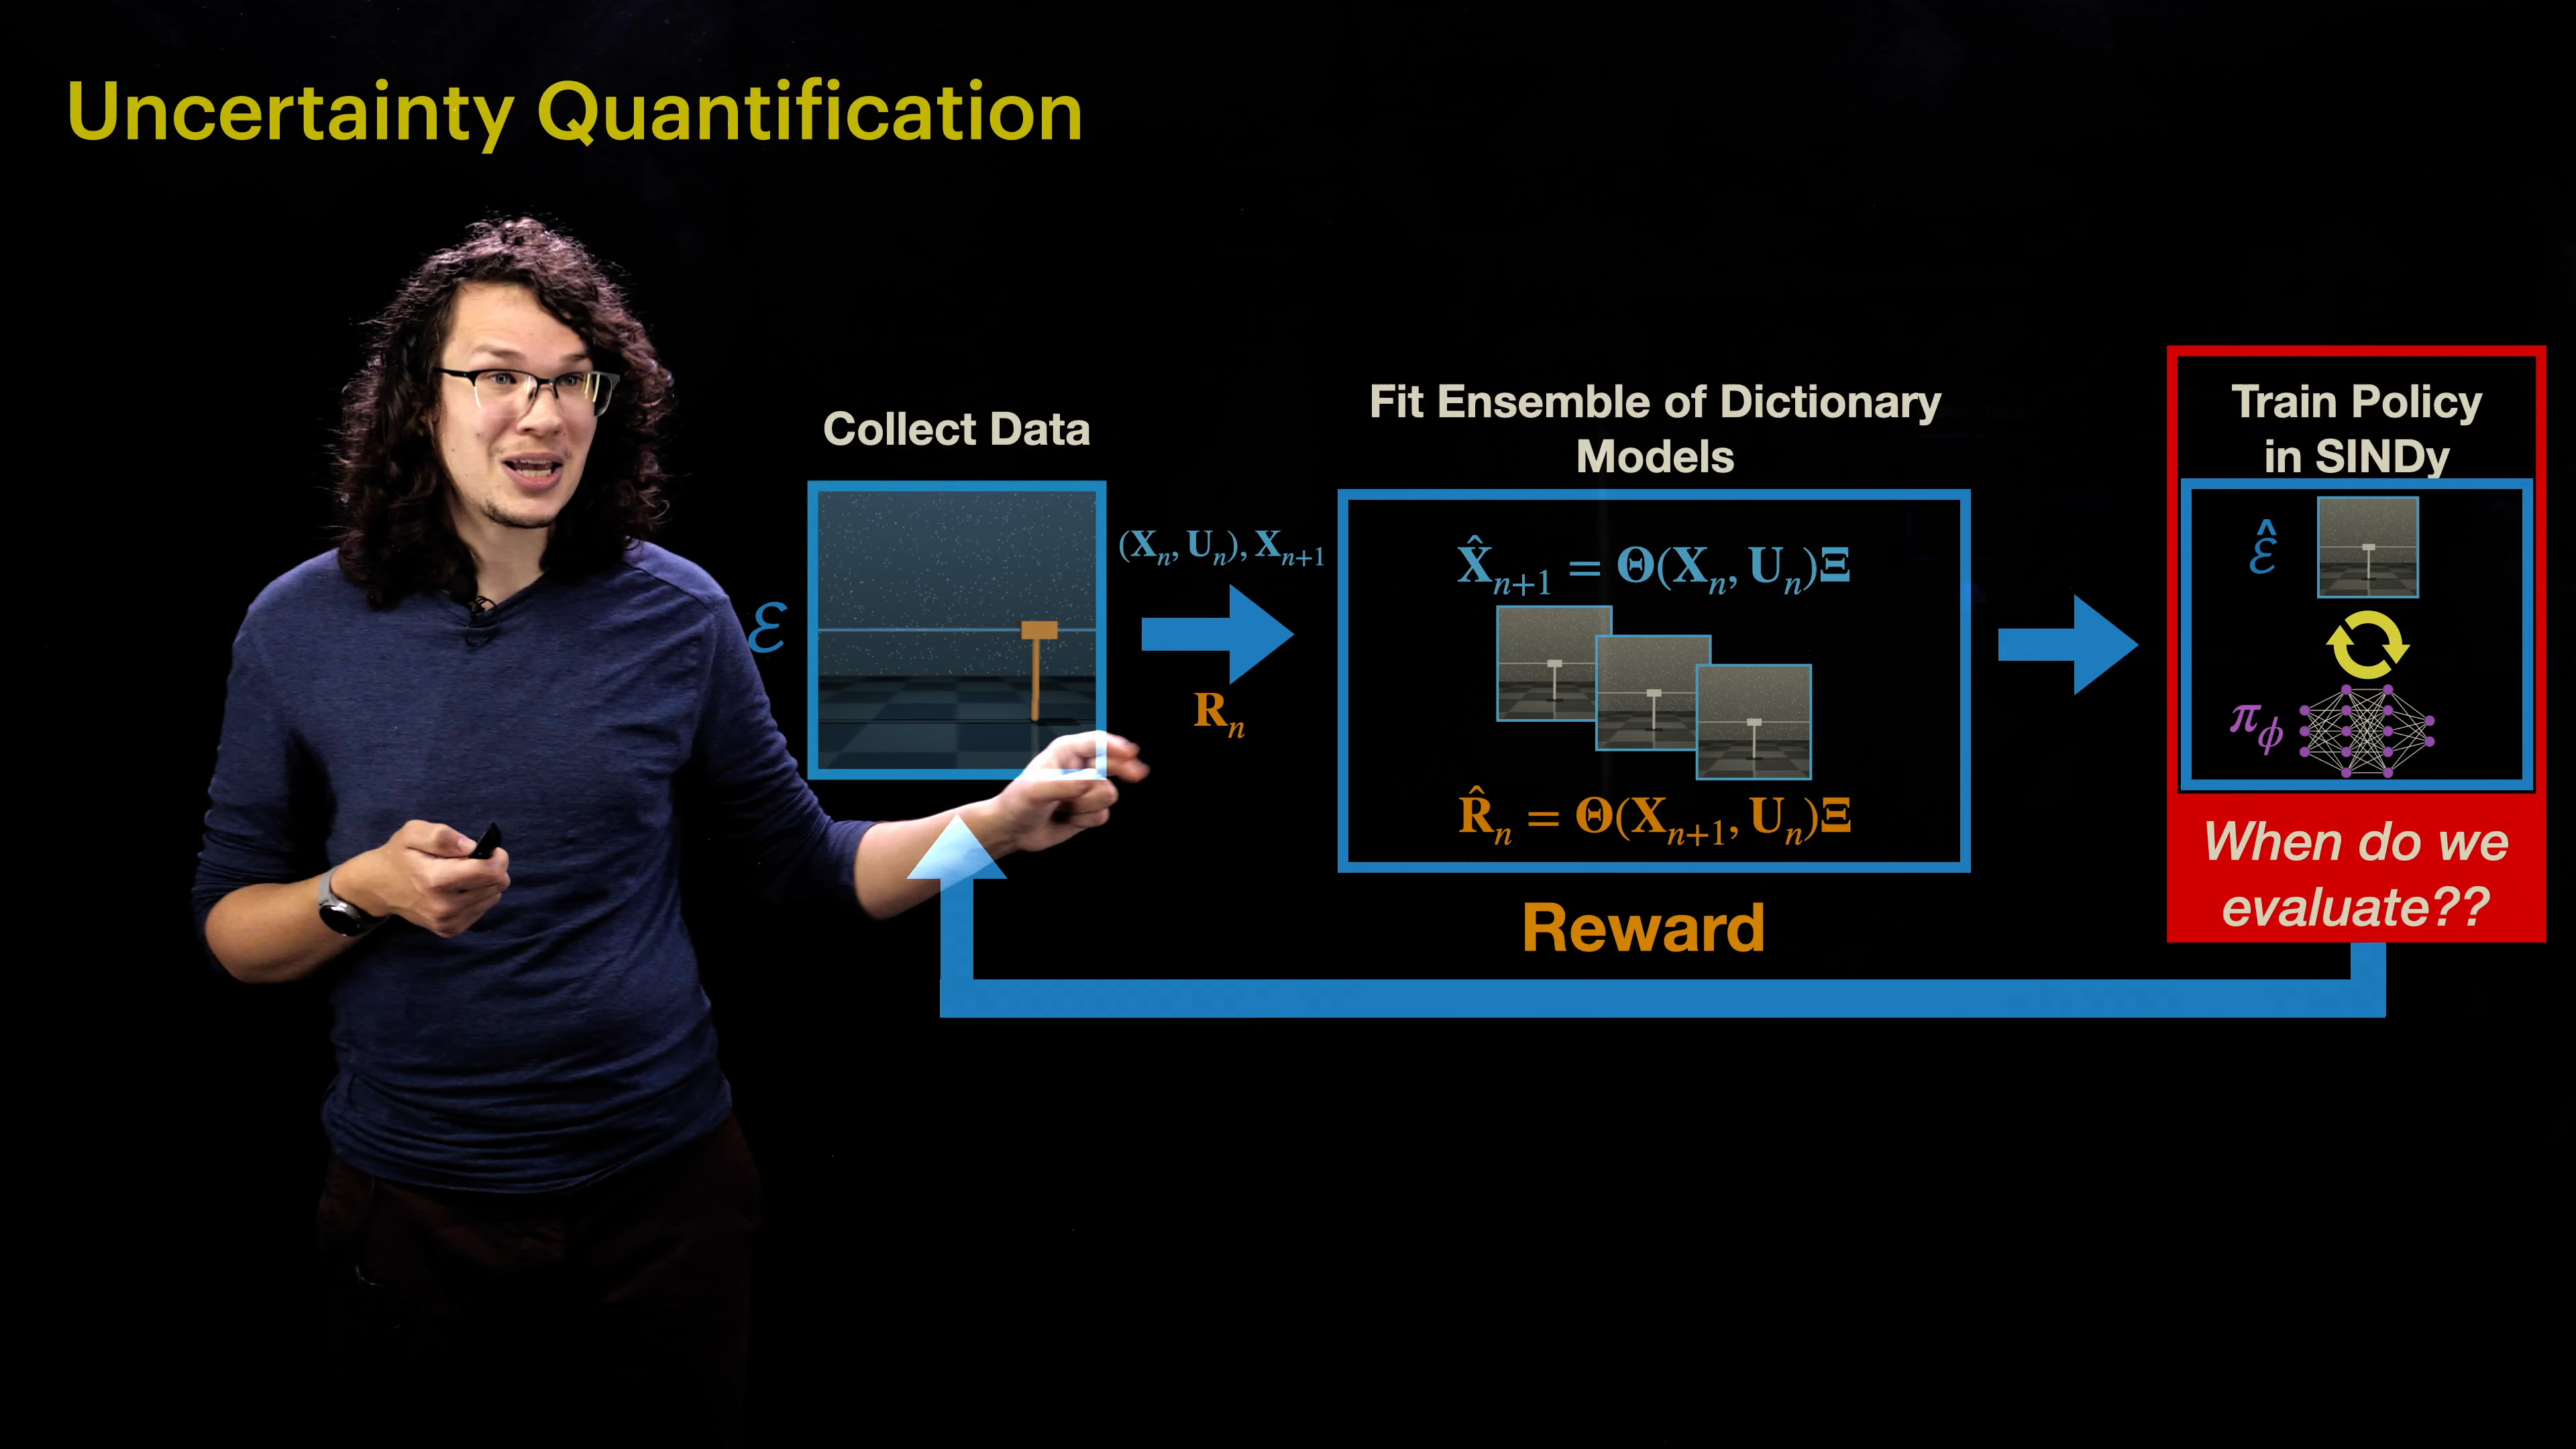 Uncertainty Quantification
Collect Data
ℰ
(Xₙ, Uₙ), Xₙ₊₁
Rₙ
Fit Ensemble of Dictionary
Models
X̂ₙ₊₁ = Θ(Xₙ, Uₙ)Ξ
R̂ₙ = Θ(Xₙ₊₁, Uₙ)Ξ
Reward
Train Policy
in SINDy
ℰ̂
π_ϕ
When do we
evaluate??